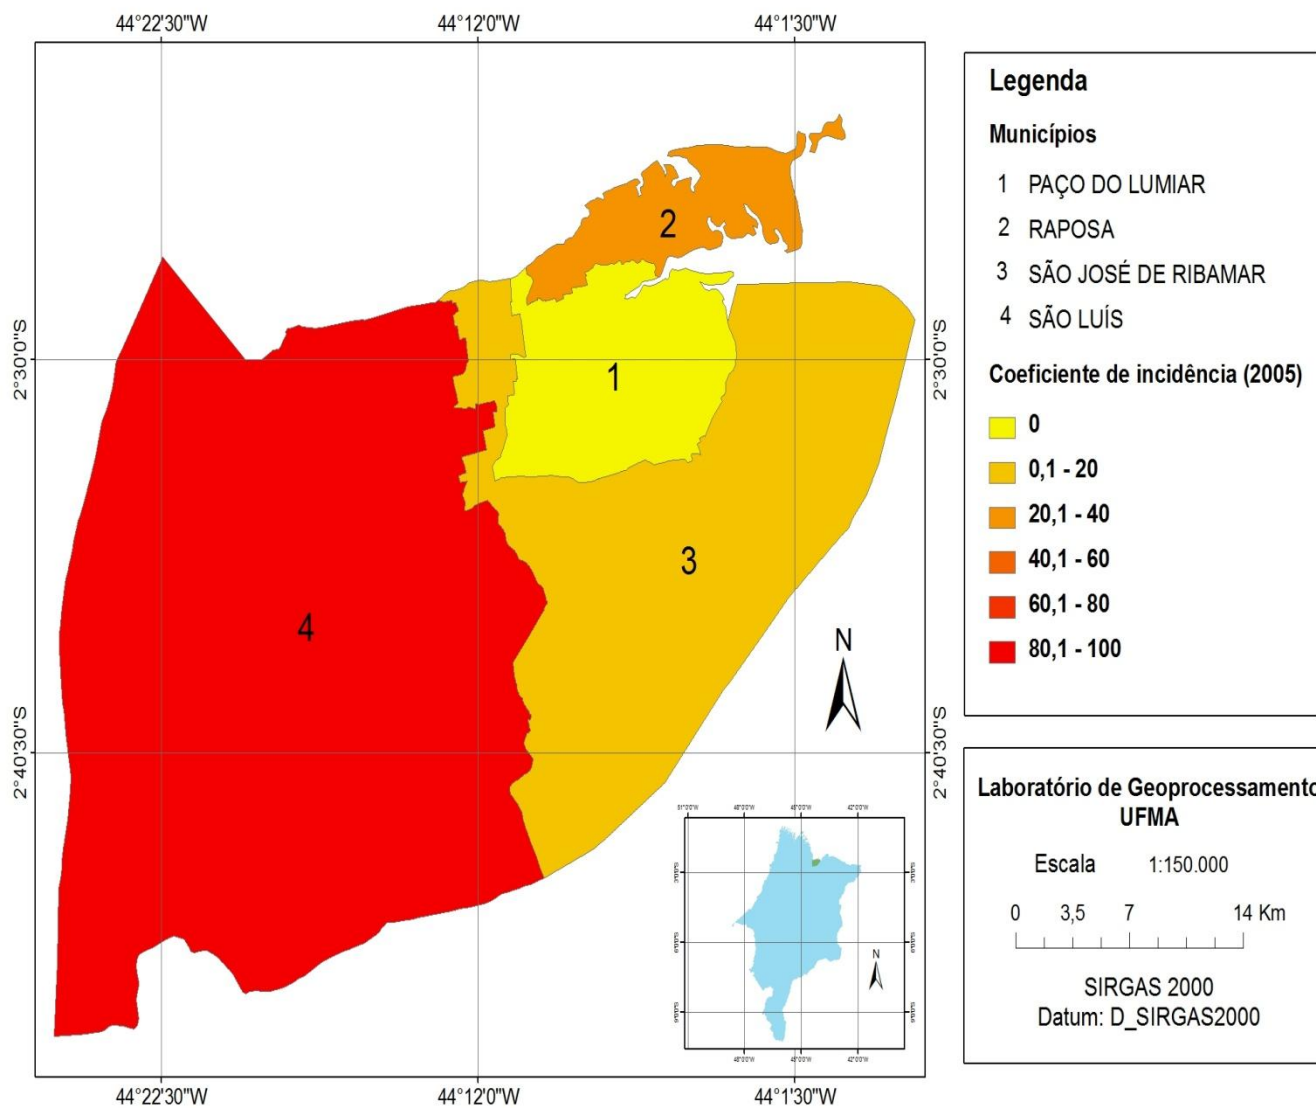 44°22'30"W 44°12'0"W 44°1'30"W
2°30'0"S 2°30'0"S
2°40'30"S 2°40'30"S
44°22'30"W 44°12'0"W 44°1'30"W
2
1
3
4
N
N
Legenda
Municípios
1 PAÇO DO LUMIAR
2 RAPOSA
3 SÃO JOSÉ DE RIBAMAR
4 SÃO LUÍS
Coeficiente de incidência (2005)
0
0,1 - 20
20,1 - 40
40,1 - 60
60,1 - 80
80,1 - 100
Laboratório de Geoprocessamento
UFMA
Escala 1:150.000
0 3,5 7 14 Km
SIRGAS 2000
Datum: D_SIRGAS2000